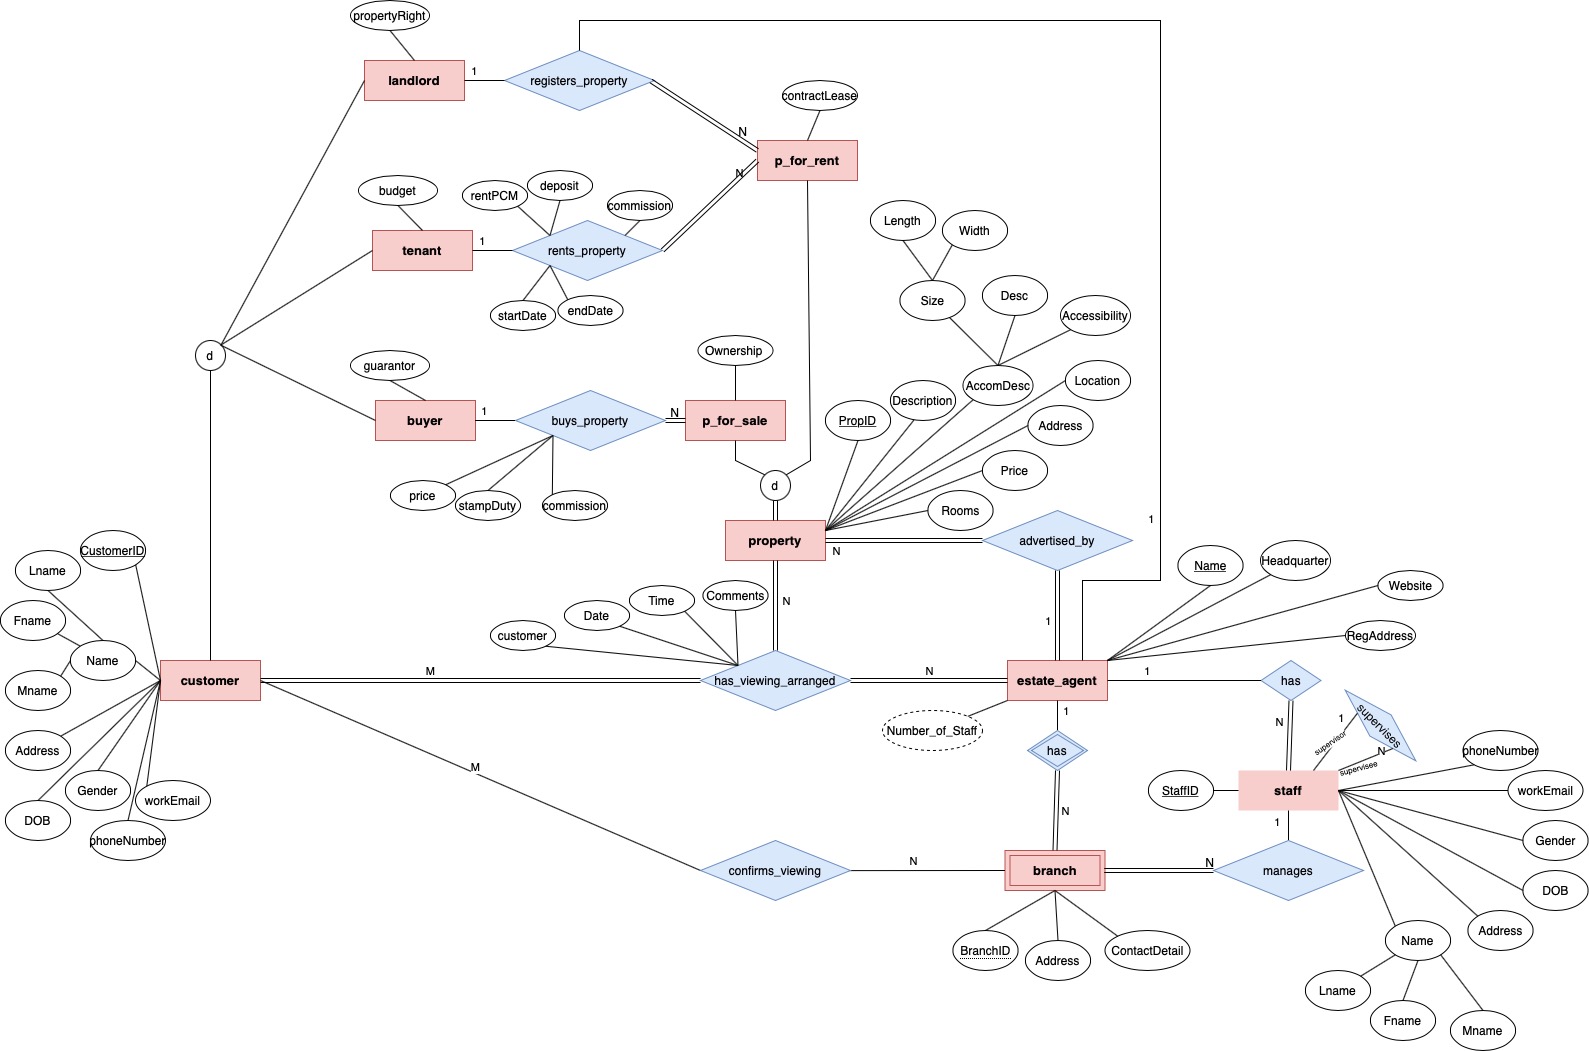 propertyRight
landlord
1
registers_property
N
contractLease
p_for_rent
N
budget
tenant
1
rentPCM
deposit
commission
rents_property
startDate
endDate
Length
Width
Size
Desc
Accessibility
AccomDesc
Location
d
guarantor
buyer
1
buys_property
N
Ownership
p_for_sale
PropID
Description
Address
Price
Rooms
price
stampDuty
commission
d
property
N
advertised_by
1
1
Name
Headquarter
Website
RegAddress
CustomerID
Lname
Fname
Name
Mname
customer
Address
DOB
Gender
phoneNumber
workEmail
customer
Date
Time
Comments
N
M
has_viewing_arranged
N
estate_agent
1
has
Number_of_Staff
1
has
N
N
1
supervisor
supervises
N
supervisee
phoneNumber
StaffID
staff
workEmail
1
Gender
M
confirms_viewing
N
branch
N
manages
DOB
BranchID
Address
ContactDetail
Name
Address
Lname
Fname
Mname